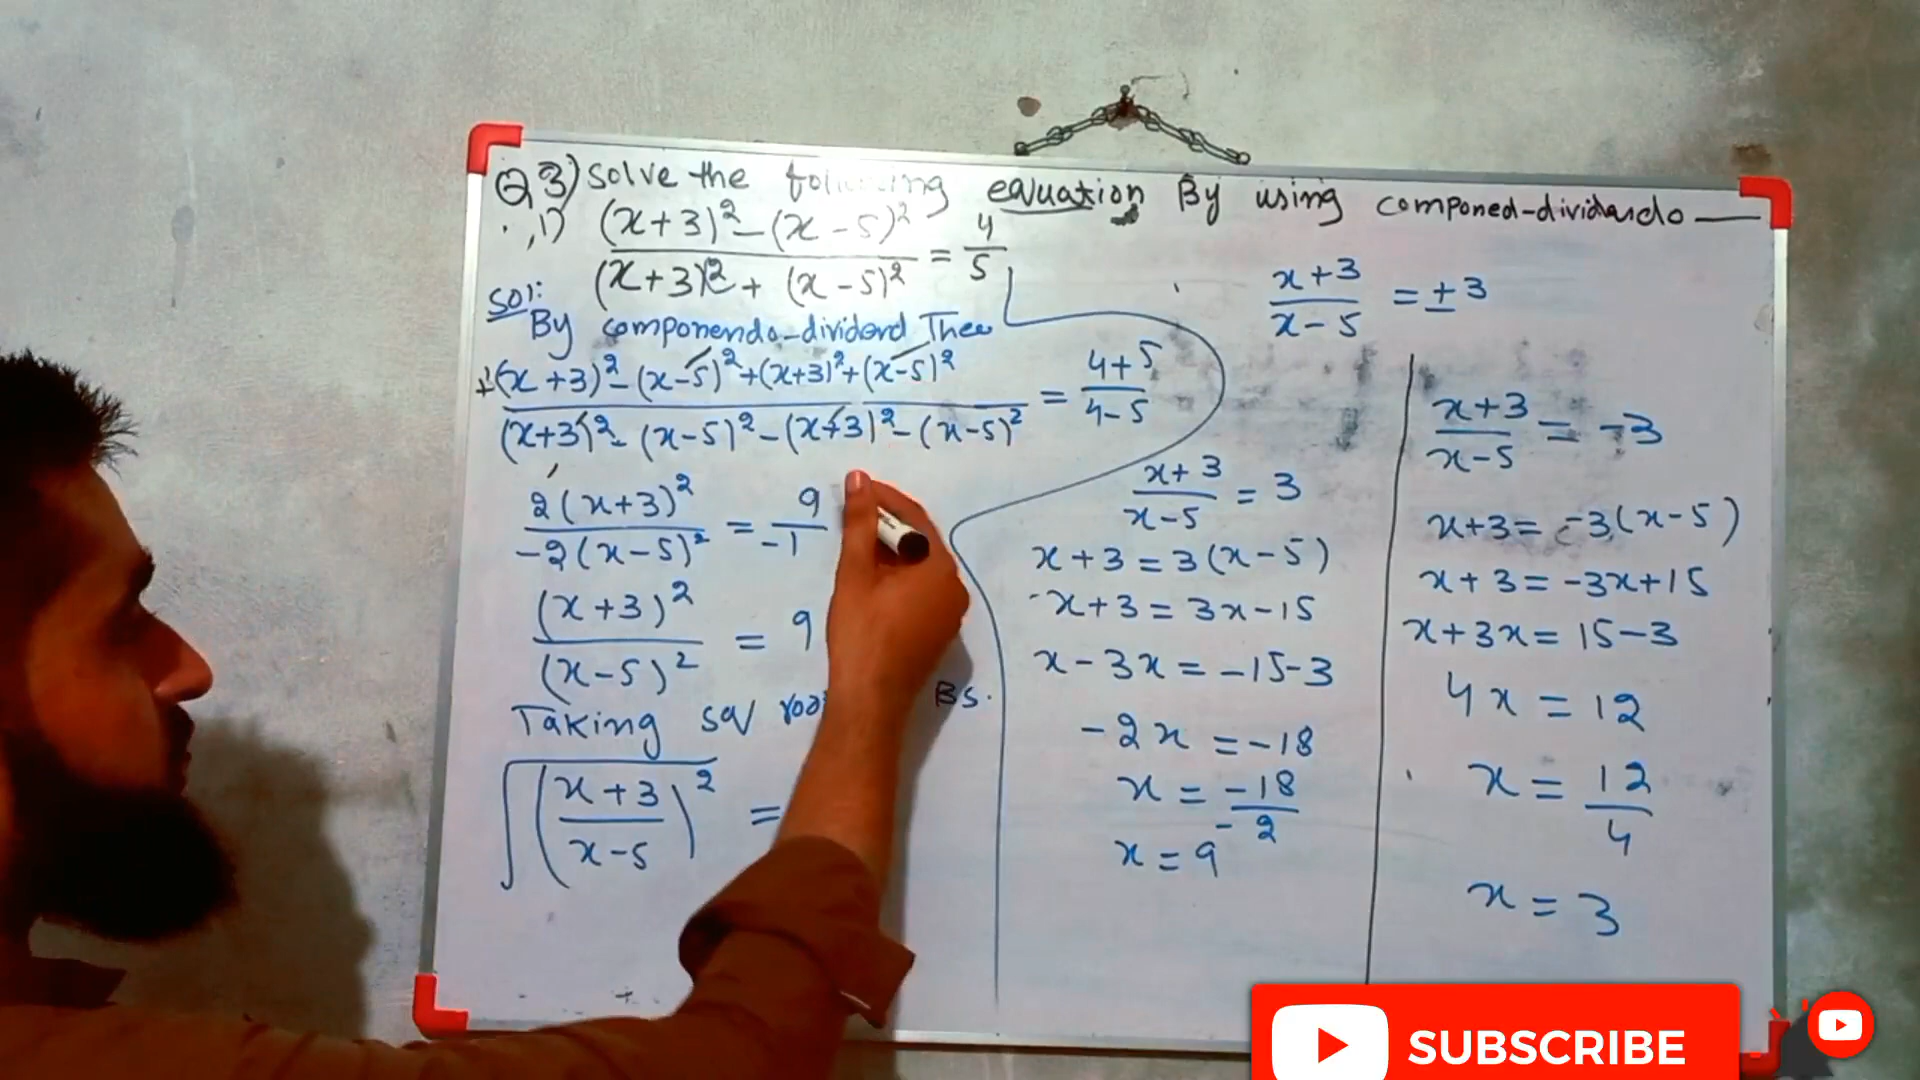 Q3) Solve the following equation By using componed-dividando
1) (x+3)²-(x-5)² / (x+3)²+(x-5)² = 4/5
Sol:
By componendo-dividend Theo
(x+3)²-(x-5)²+(x+3)²+(x-5)² / (x+3)²-(x-5)²-(x+3)²-(x-5)² = 4+5 / 4-5
2(x+3)² / -2(x-5)² = 9 / -1
(x+3)² / (x-5)² = 9
Taking sq B.S.
√((x+3 / x-5)²) =
x+3 / x-5 = ±3
x+3 / x-5 = 3
x+3=3(x-5)
x+3=3x-15
x-3x=-15-3
-2x=-18
x=-18 / -2
x=9
x+3 / x-5 = -3
x+3=-3(x-5)
x+3=-3x+15
x+3x=15-3
4x=12
x=12 / 4
x=3
SUBSCRIBE